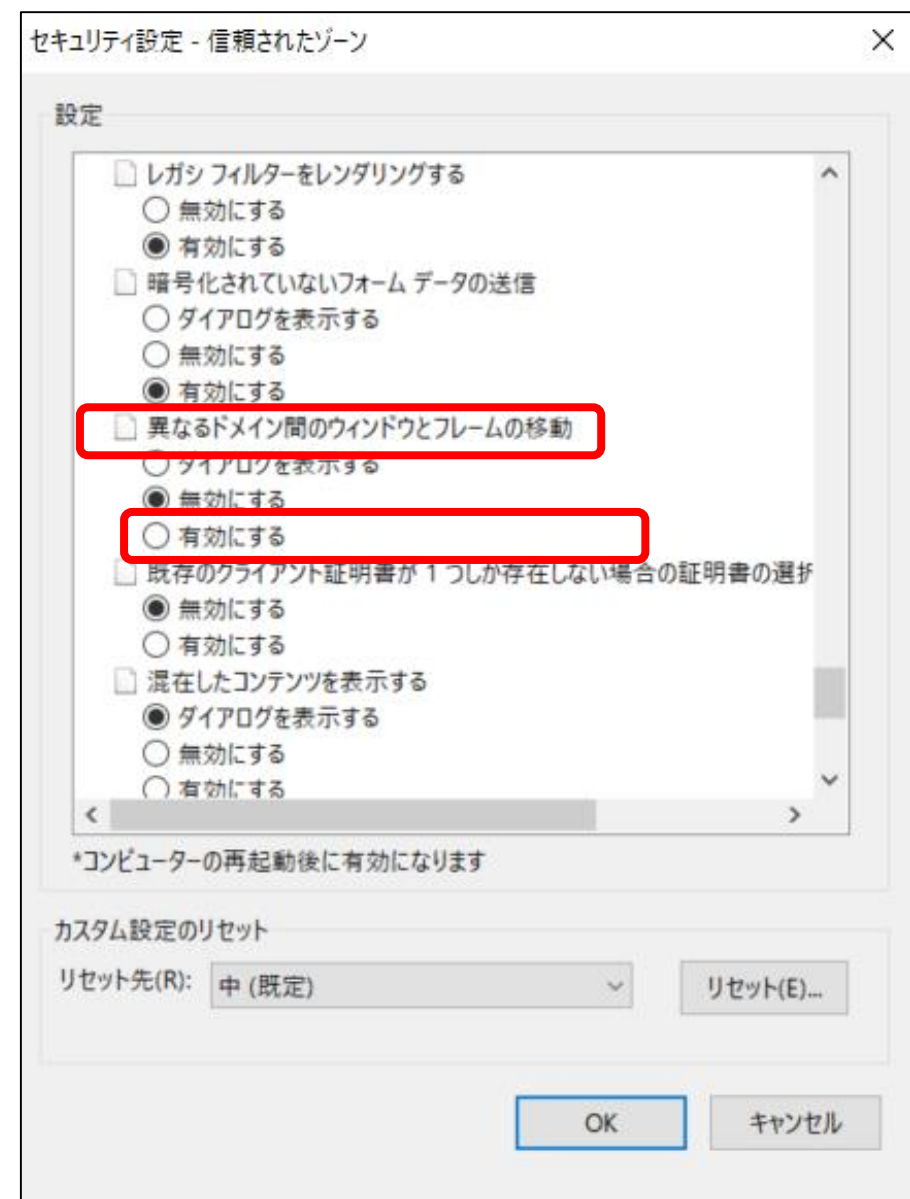 セキュリティ設定 - 信頼されたゾーン
設定
レガシ フィルターをレンダリングする
無効にする
有効にする
暗号化されていないフォーム データの送信
ダイアログを表示する
無効にする
有効にする
異なるドメイン間のウィンドウとフレームの移動
ダイアログを表示する
無効にする
有効にする
既存のクライアント証明書が 1 つしか存在しない場合の証明書の選択
無効にする
有効にする
混在したコンテンツを表示する
ダイアログを表示する
無効にする
有効にする
*コンピューターの再起動後に有効になります
カスタム設定のリセット
リセット先(R): 中 (既定) リセット(E)...
OK キャンセル